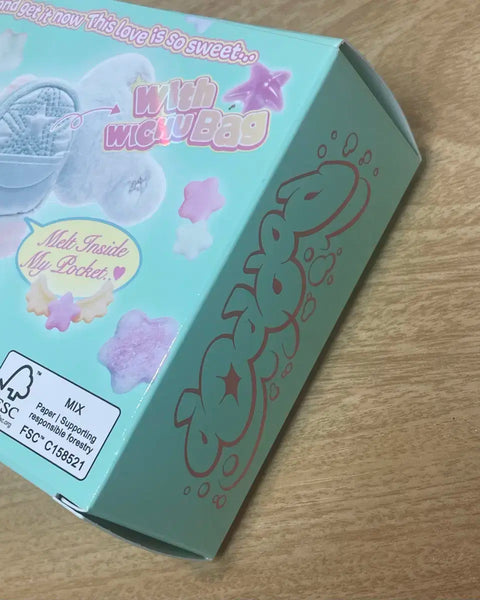 and get it now This love is so sweet...
With
WICHU Bag
Melt Inside
My Pocket..♥
FSC
MIX
Paper | Supporting
responsible forestry
FSC™ C158521